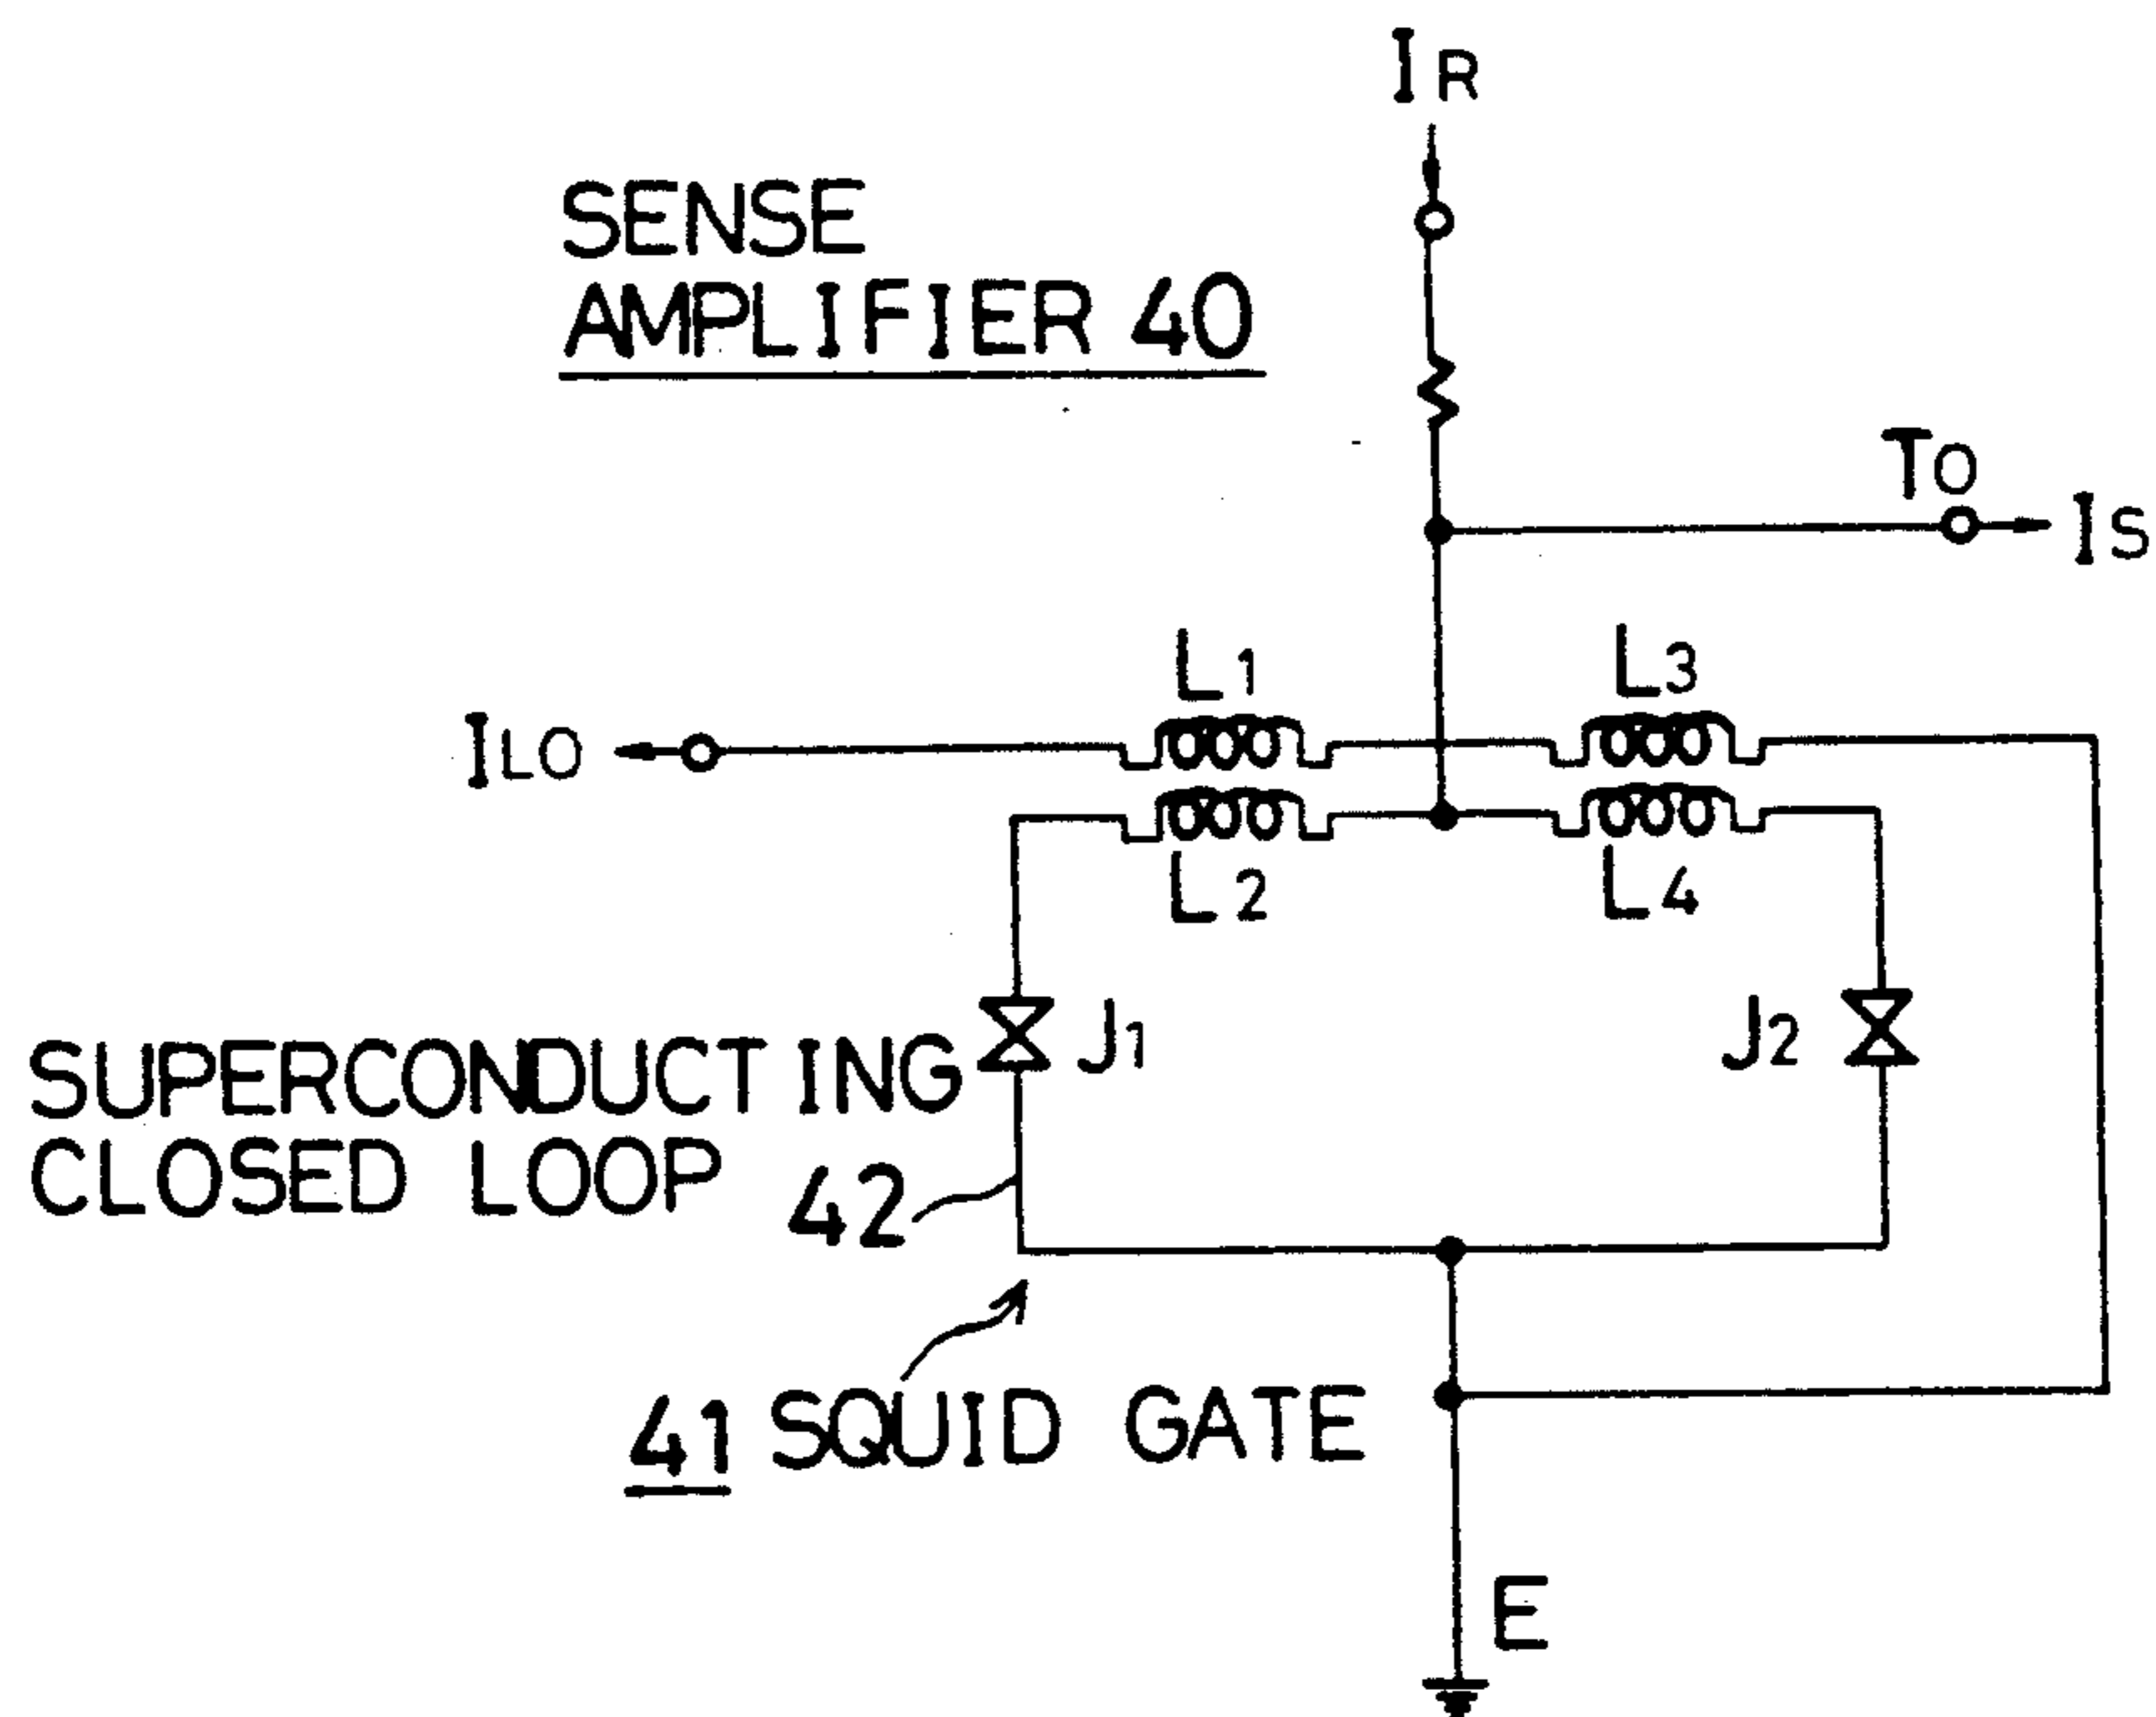 IR
SENSE
AMPLIFIER 40
TO
IS
L1
L3
ILO
L2
L4
J1
J2
SUPERCONDUCTING
CLOSED LOOP 42
41 SQUID GATE
E